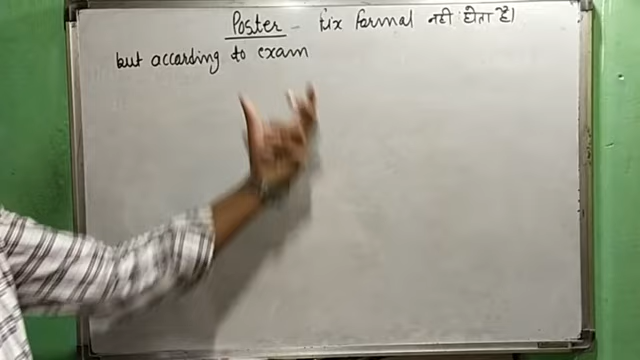 Poster - fix formal नही होता है।
but according to exam